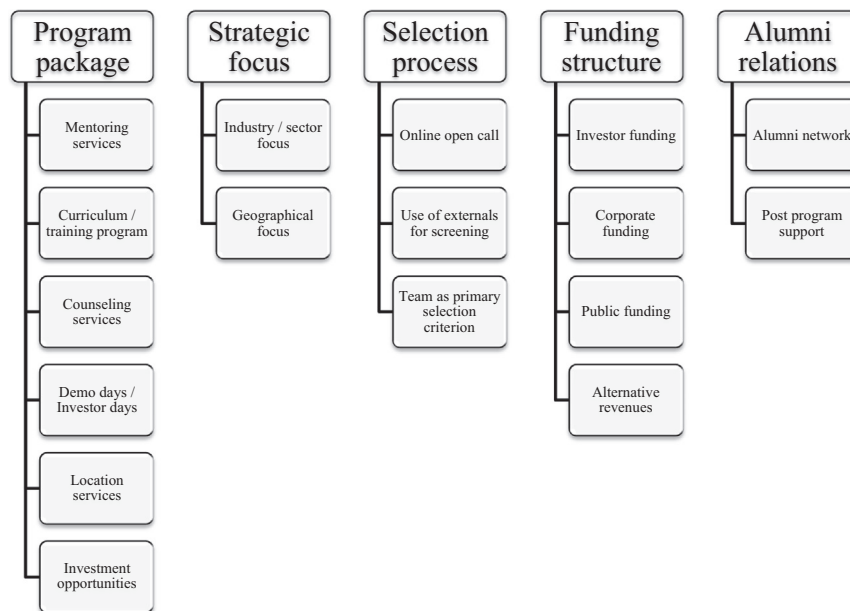 Program
package
Mentoring
services
Curriculum /
training program
Counseling
services
Demo days /
Investor days
Location
services
Investment
opportunities
Strategic
focus
Industry / sector
focus
Geographical
focus
Selection
process
Online open call
Use of externals
for screening
Team as primary
selection
criterion
Funding
structure
Investor funding
Corporate
funding
Public funding
Alternative
revenues
Alumni
relations
Alumni network
Post program
support